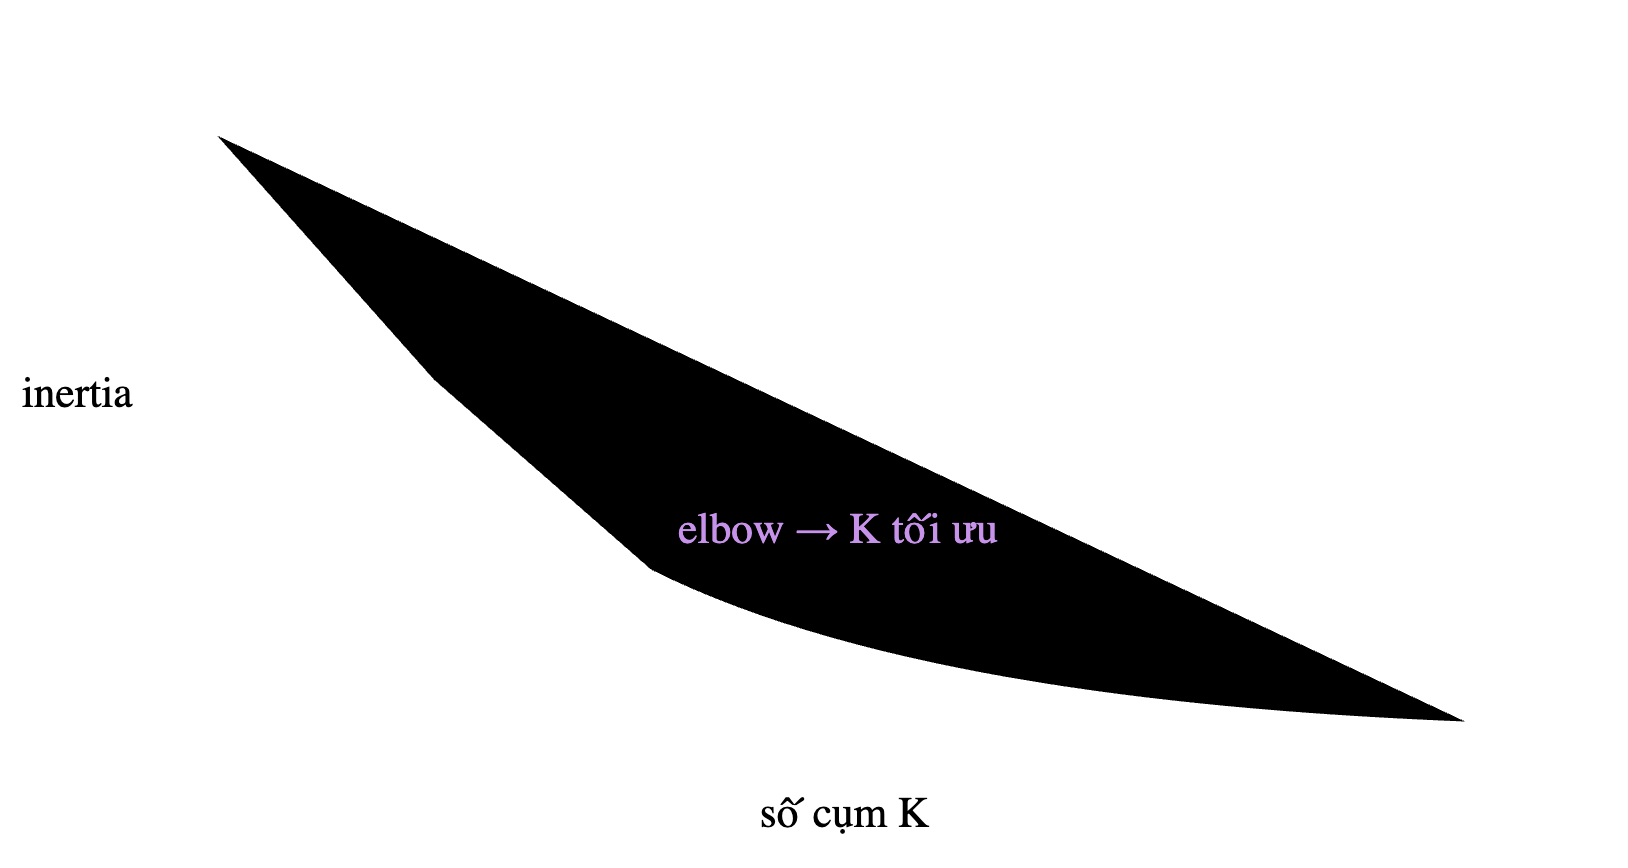 inertia
elbow → K tối ưu
số cụm K